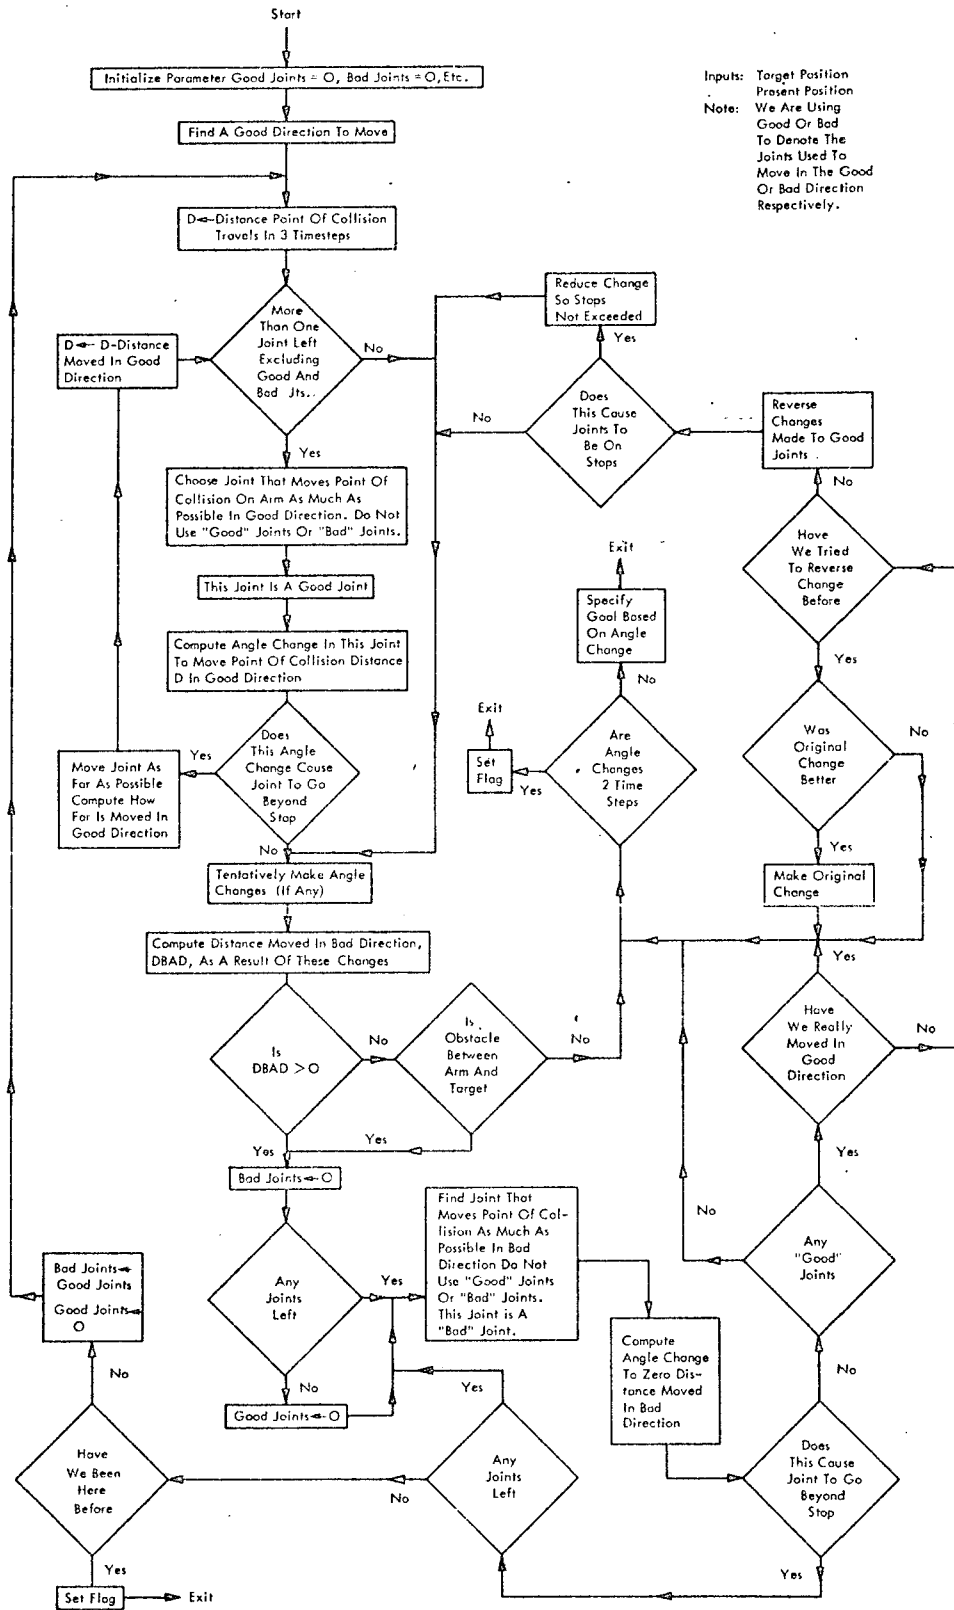 Start
Initialize Parameter Good Joints = O, Bad Joints = O, Etc.
Find A Good Direction To Move
Inputs: Target Position
Present Position
Note: We Are Using
Good Or Bad
To Denote The
Joints Used To
Move In The Good
Or Bad Direction
Respectively.
D Distance Point Of Collision
Travels In 3 Timesteps
More
Than One
Joint Left
Excluding
Good And
Bad Jts..
No
Yes
D D-Distance
Moved In Good
Direction
Reduce Change
So Stops
Not Exceeded
Yes
Does
This Cause
Joints To
Be On
Stops
No
Reverse
Changes
Made To Good
Joints
No
Choose Joint That Moves Point Of
Collision On Arm As Much As
Possible In Good Direction. Do Not
Use "Good" Joints Or "Bad" Joints.
This Joint Is A Good Joint
Compute Angle Change In This Joint
To Move Point Of Collision Distance
D In Good Direction
Have
We Tried
To Reverse
Change
Before
Yes
Exit
Specify
Goal Based
On Angle
Change
No
Exit
Set
Flag
Yes
Are
Angle
Changes
2 Time
Steps
Was
Original
Change
Better
No
Yes
Make Original
Change
Does
This Angle
Change Cause
Joint To Go
Beyond
Stop
Yes
No
Move Joint As
Far As Possible
Compute How
Far Is Moved In
Good Direction
Tentatively Make Angle
Changes (If Any)
Compute Distance Moved In Bad Direction,
DBAD, As A Result Of These Changes
Is
DBAD > O
No
Yes
Is
Obstacle
Between
Arm And
Target
No
Yes
Yes
Have
We Really
Moved In
Good
Direction
No
Yes
Bad Joints O
Any
Joints
Left
Yes
No
Good Joints O
Find Joint That
Moves Point Of Col-
lision As Much As
Possible In Bad
Direction Do Not
Use "Good" Joints
Or "Bad" Joints.
This Joint is A
"Bad" Joint.
Any
"Good"
Joints
No
No
Compute
Angle Change
To Zero Dis-
tance Moved
In Bad
Direction
Does
This Cause
Joint To Go
Beyond
Stop
Yes
Any
Joints
Left
Yes
No
Bad Joints
Good Joints
Good Joints
O
No
Have
We Been
Here
Before
Yes
Set Flag
Exit